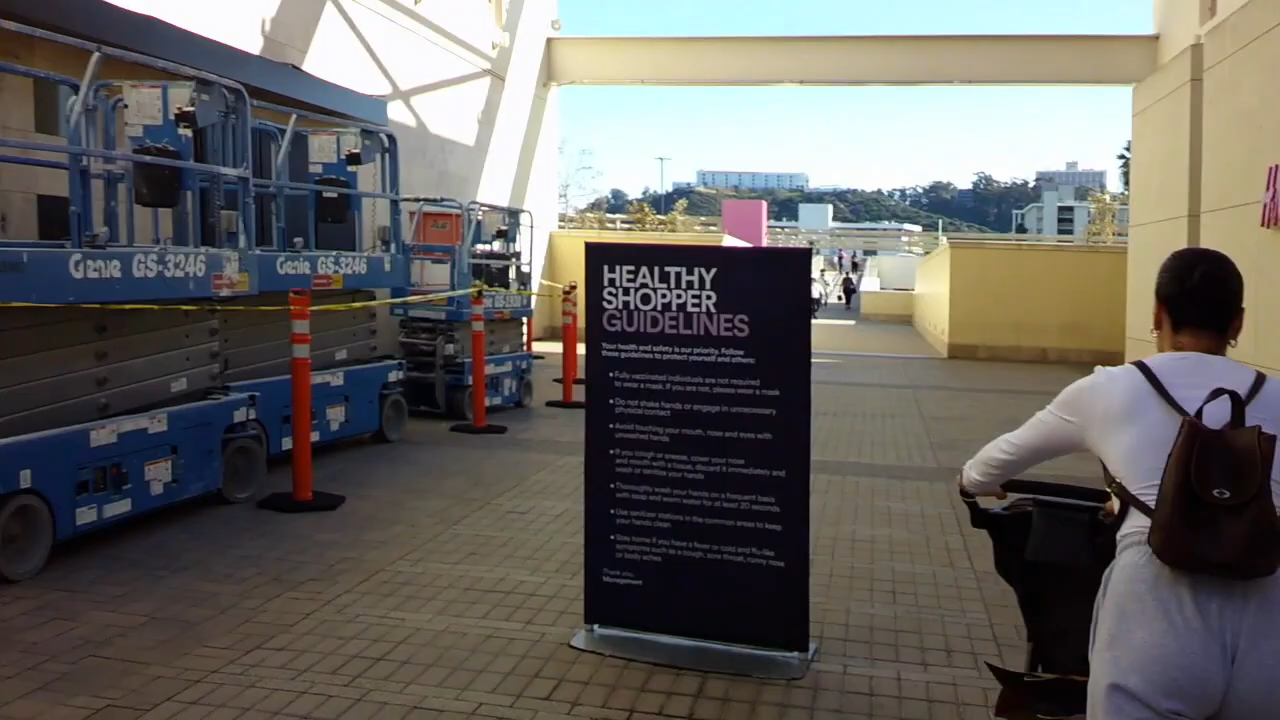 Genie GS-3246
Genie GS-3246
GS-1930
HEALTHY
SHOPPER
GUIDELINES
Your health and safety is our priority. Follow
these guidelines to protect yourself and others:
• Fully vaccinated individuals are not required
to wear a mask. If you are not, please wear a mask
• Do not shake hands or engage in unnecessary
physical contact
• Avoid touching your mouth, nose and eyes with
unwashed hands
• If you cough or sneeze, cover your nose
and mouth with a tissue, discard it immediately and
wash or sanitize your hands
• Thoroughly wash your hands on a frequent basis
with soap and warm water for at least 20 seconds
• Use sanitizer stations in the common areas to keep
your hands clean
• Stay home if you have a fever or cold and flu-like
symptoms such as a cough, sore throat, runny nose
or body aches
Thank you,
Management